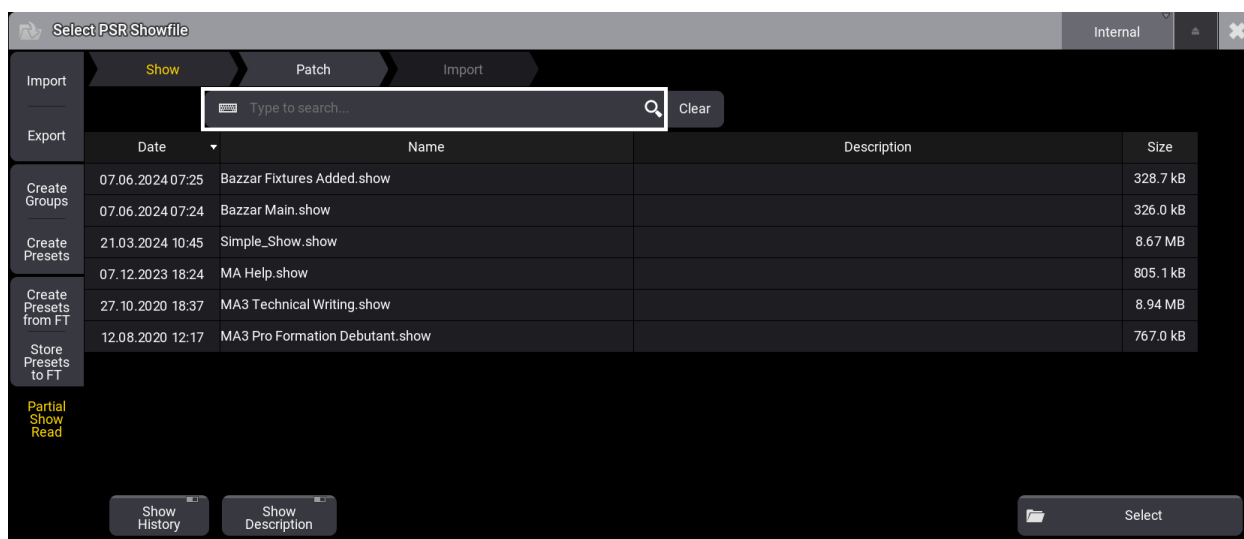 Select PSR Showfile
Internal
Import
Export
Create
Groups
Create
Presets
Create
Presets
from FT
Store
Presets
to FT
Partial
Show
Read
Show Patch Import
Type to search... Clear
Date Name Description Size
07.06.2024 07:25 Bazzar Fixtures Added.show 328.7 kB
07.06.2024 07:24 Bazzar Main.show 326.0 kB
21.03.2024 10:45 Simple_Show.show 8.67 MB
07.12.2023 18:24 MA Help.show 805.1 kB
27.10.2020 18:37 MA3 Technical Writing.show 8.94 MB
12.08.2020 12:17 MA3 Pro Formation Debutant.show 767.0 kB
Show
History
Show
Description
Select